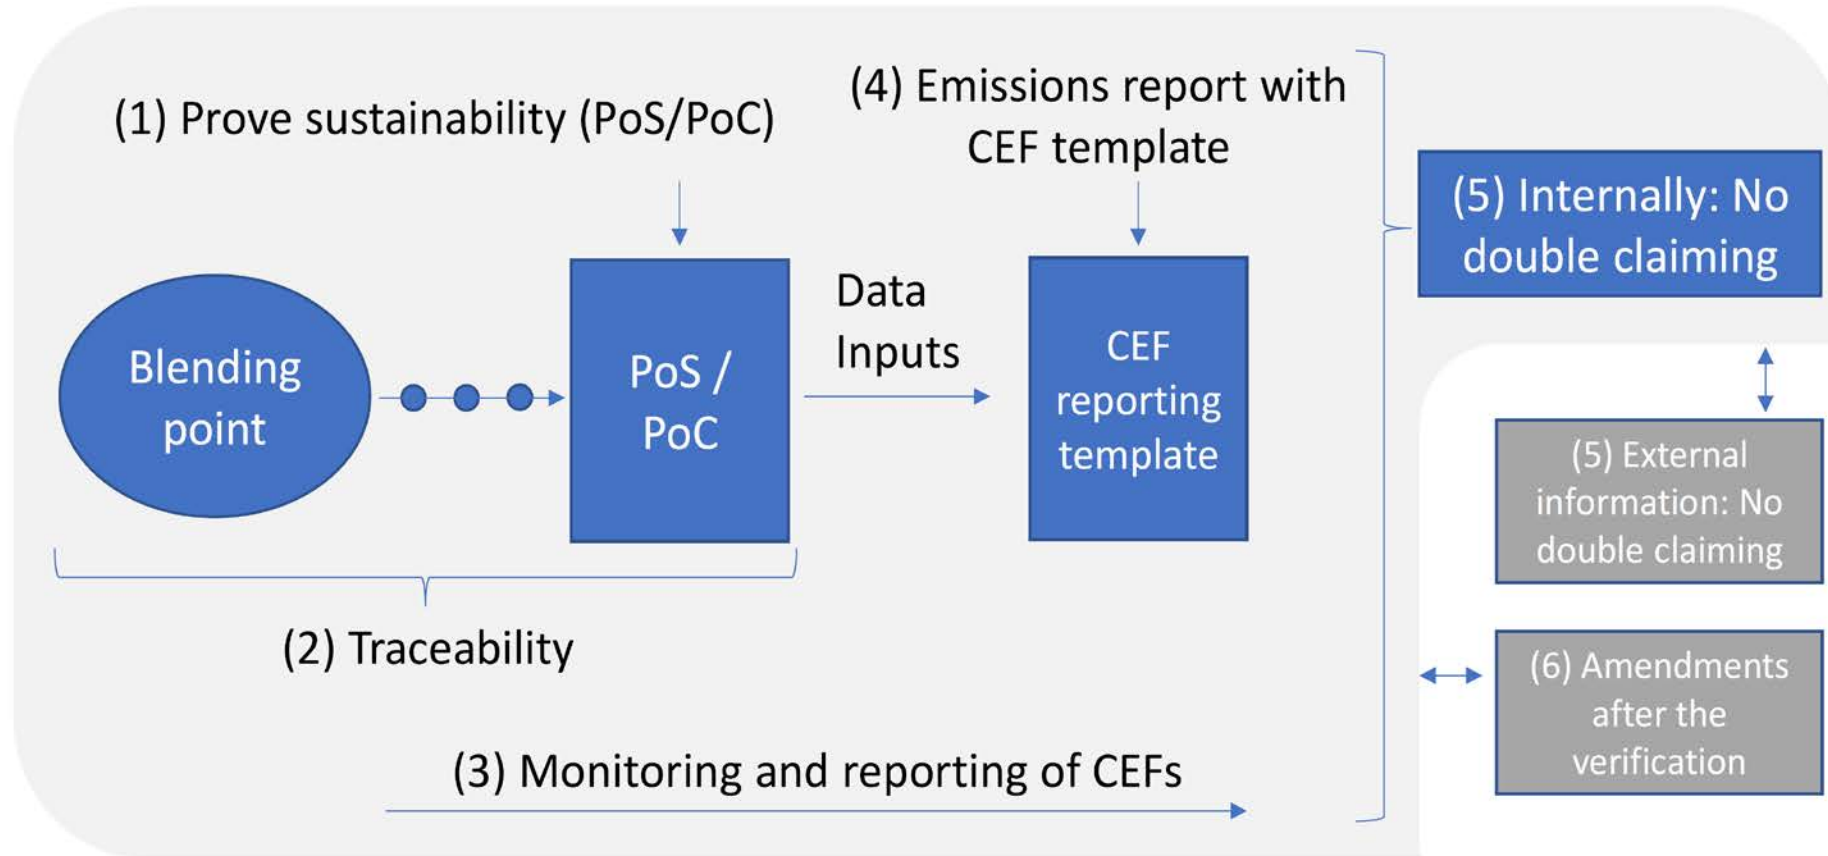 (1) Prove sustainability (PoS/PoC)
(4) Emissions report with
CEF template
Blending
point
PoS /
PoC
Data
Inputs
CEF
reporting
template
(2) Traceability
(3) Monitoring and reporting of CEFs
(5) Internally: No
double claiming
(5) External
information: No
double claiming
(6) Amendments
after the
verification